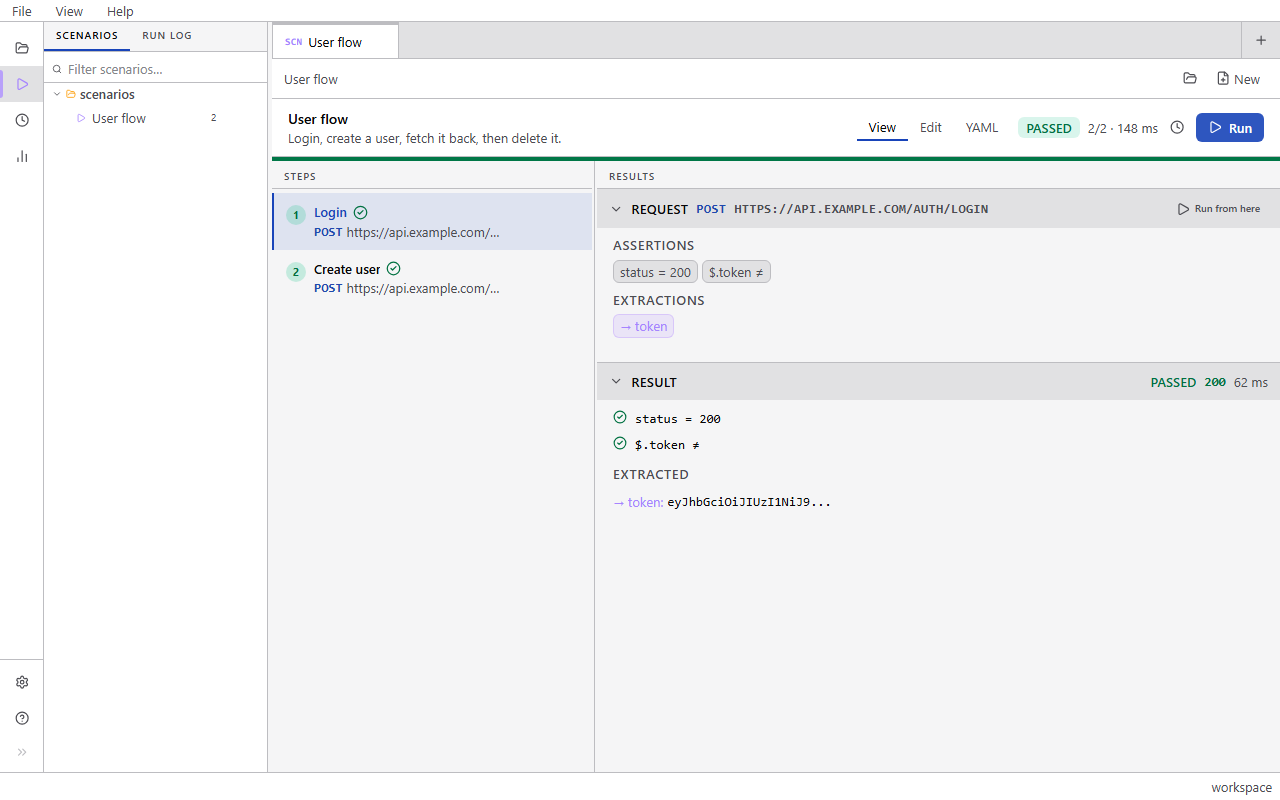 File View Help
SCENARIOS RUN LOG
Filter scenarios...
scenarios
User flow 2
SCN User flow
User flow
New
User flow
Login, create a user, fetch it back, then delete it.
View Edit YAML PASSED 2/2 · 148 ms Run
STEPS
1 Login
POST https://api.example.com/...
2 Create user
POST https://api.example.com/...
RESULTS
REQUEST POST HTTPS://API.EXAMPLE.COM/AUTH/LOGIN Run from here
ASSERTIONS
status = 200 $.token ≠
EXTRACTIONS
→ token
RESULT PASSED 200 62 ms
status = 200
$.token ≠
EXTRACTED
→ token: eyJhbGciOiJIUzI1NiJ9...
workspace